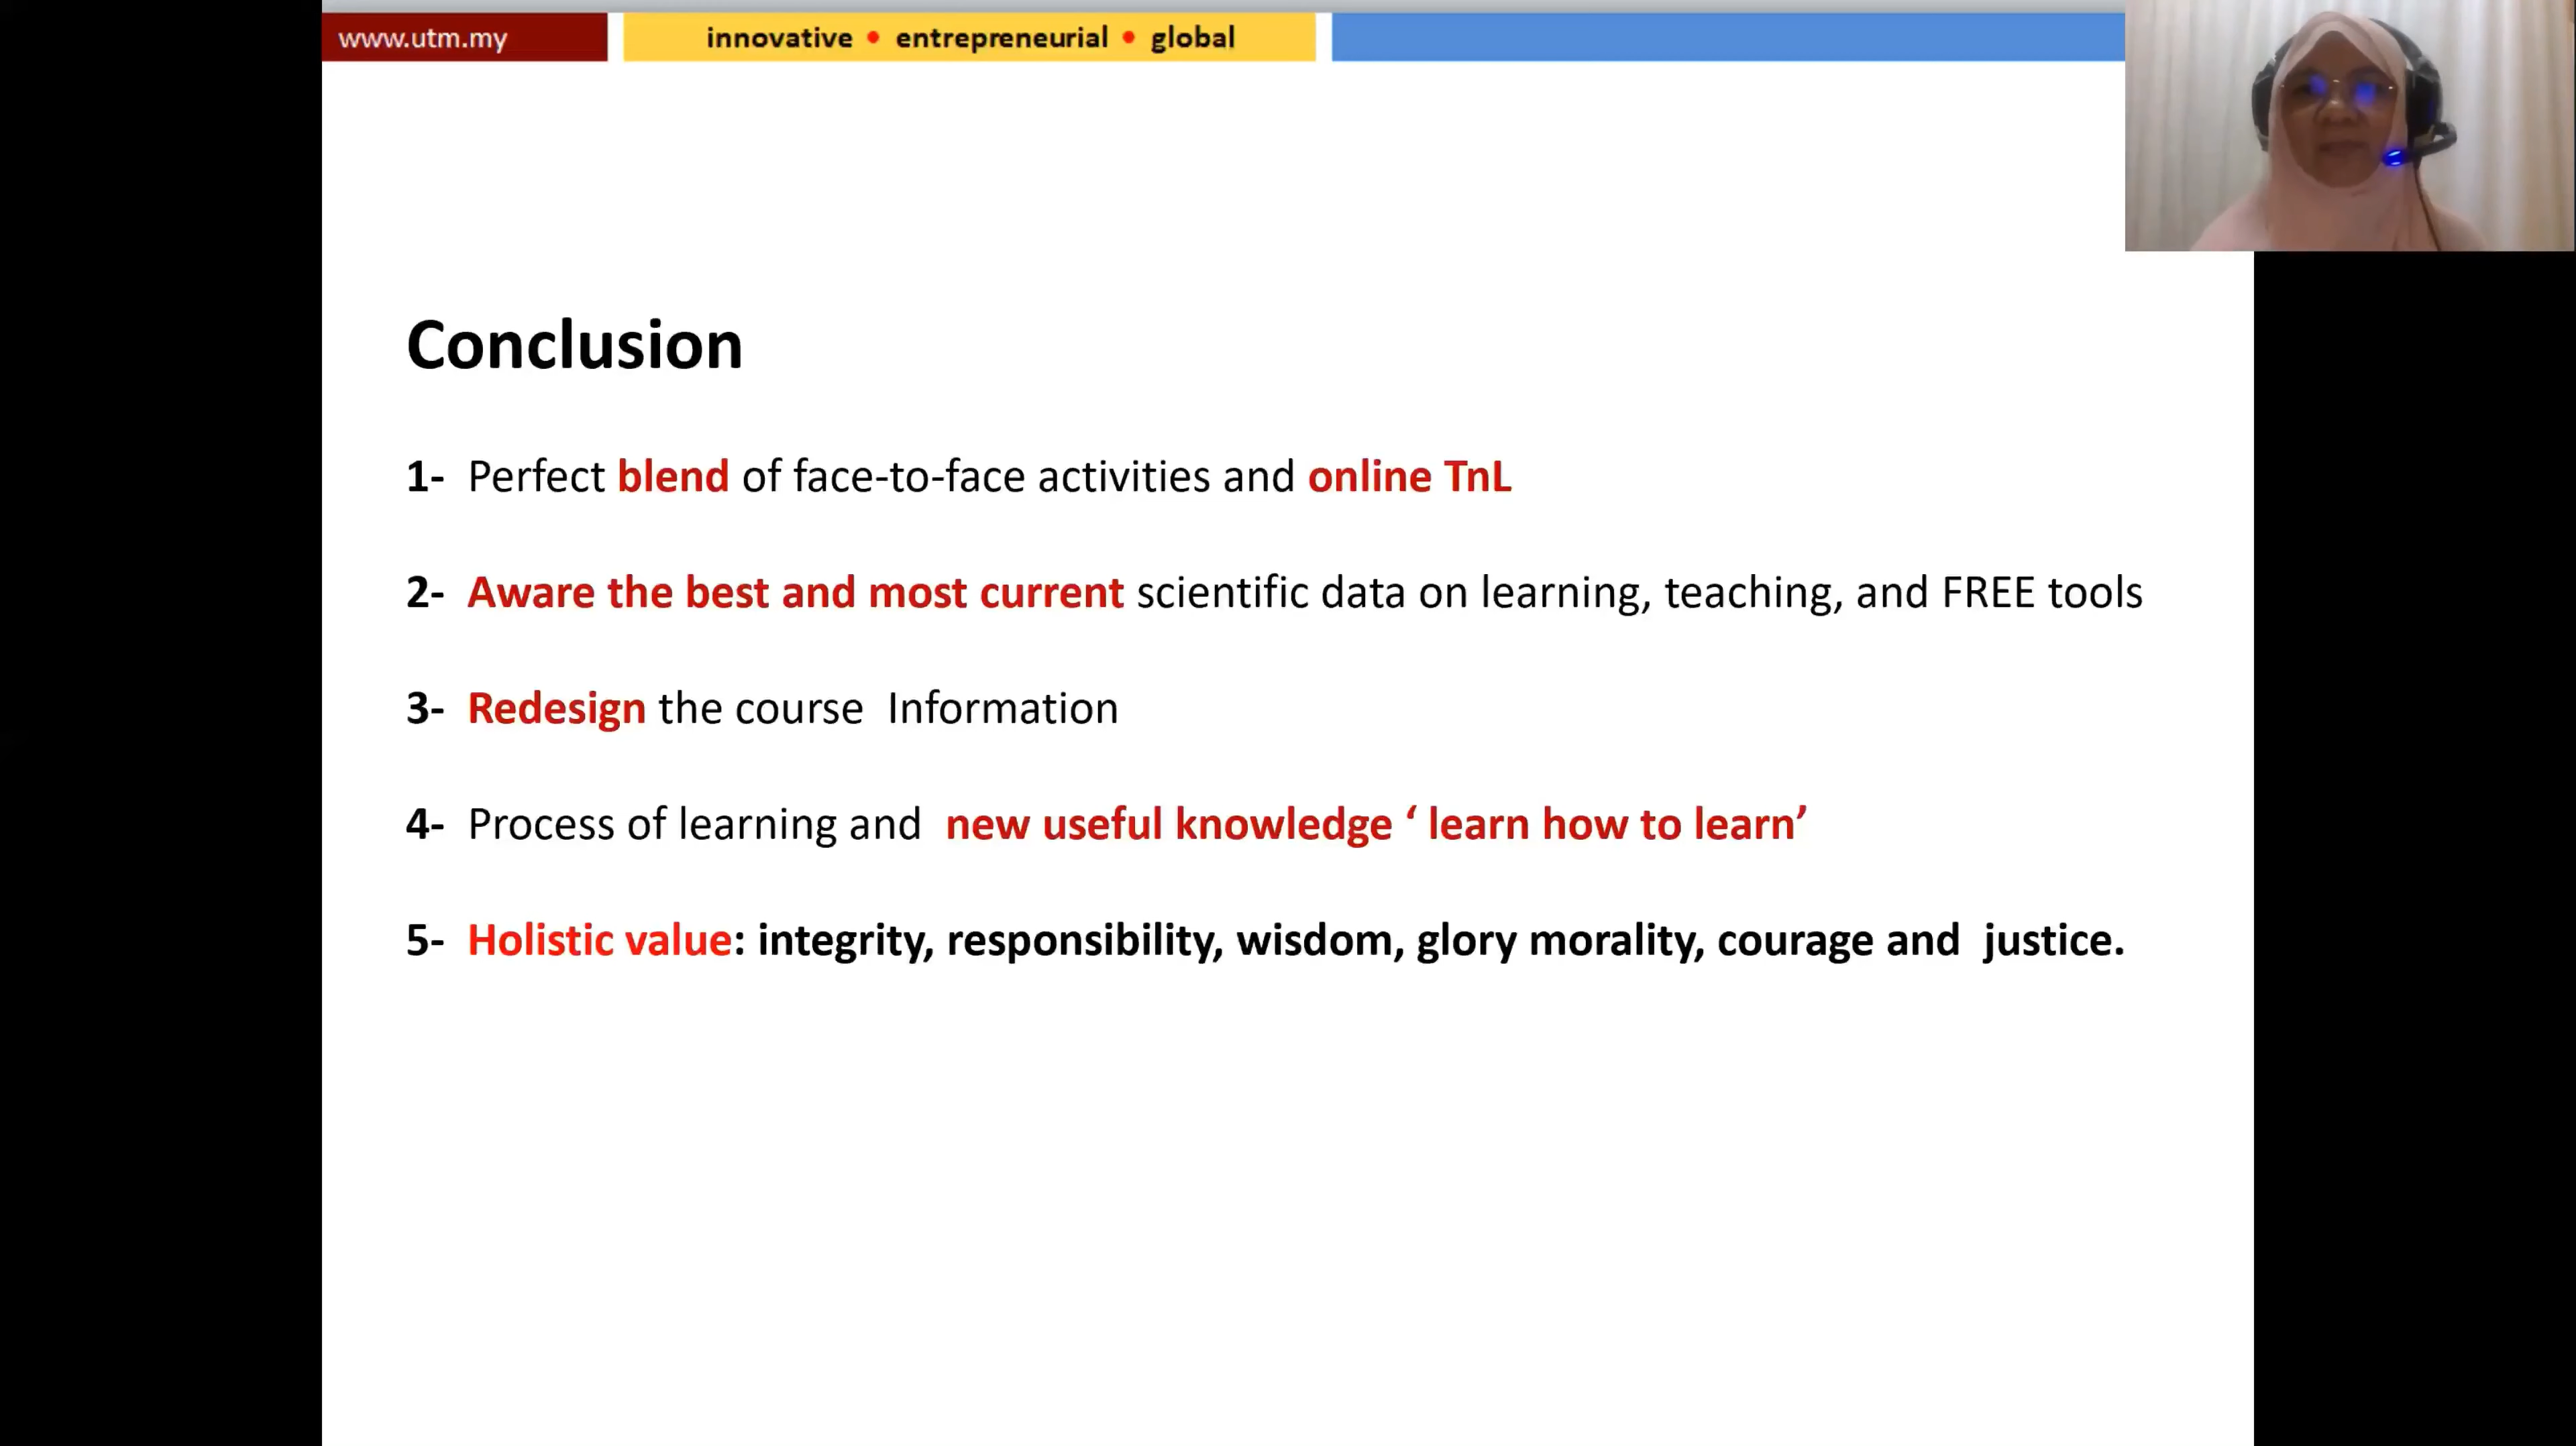 www.utm.my
innovative • entrepreneurial • global
Conclusion
1- Perfect blend of face-to-face activities and online TnL
2- Aware the best and most current scientific data on learning, teaching, and FREE tools
3- Redesign the course  Information
4- Process of learning and  new useful knowledge ‘ learn how to learn’
5- Holistic value: integrity, responsibility, wisdom, glory morality, courage and  justice.